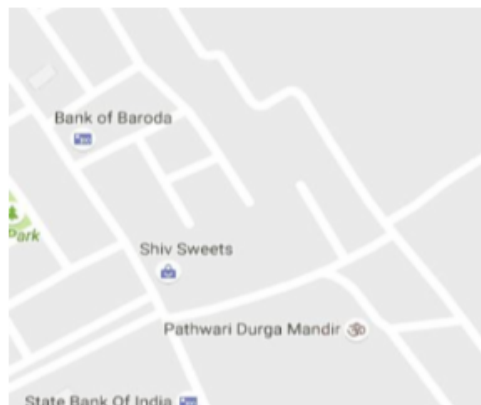 Bank of Baroda
Park
Shiv Sweets
Pathwari Durga Mandir ॐ
State Bank Of India